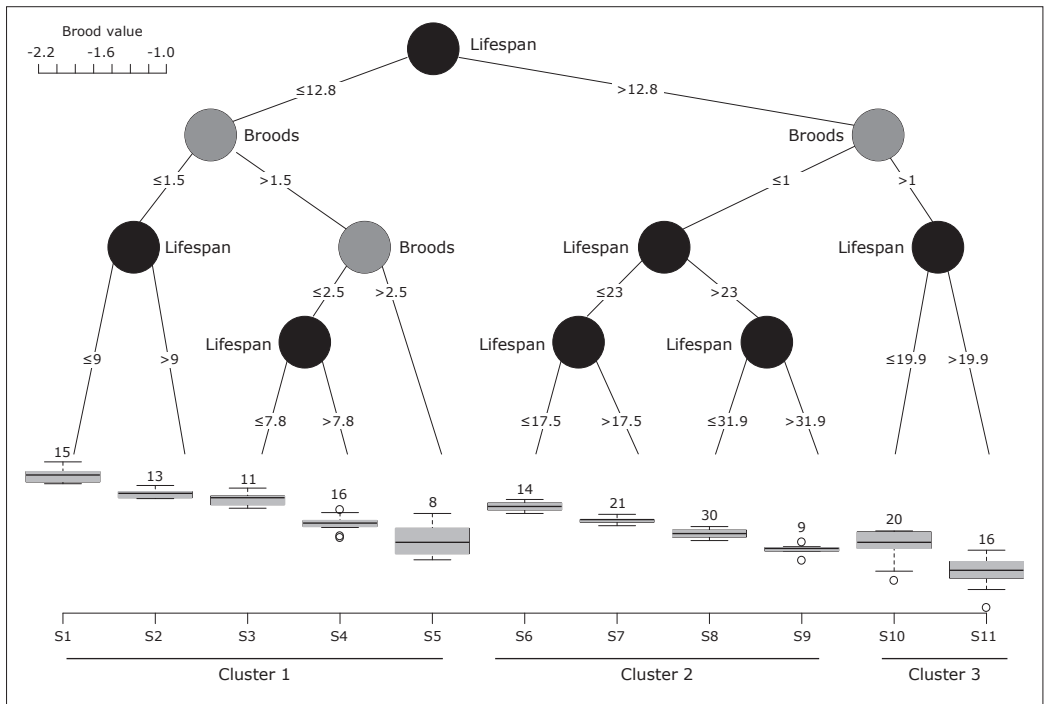 Brood value
-2.2 -1.6 -1.0
Lifespan
≤12.8 >12.8
Broods Broods
≤1.5 >1.5 ≤1 >1
Lifespan Broods Lifespan Lifespan
≤2.5 >2.5 ≤23 >23
Lifespan Lifespan Lifespan
≤9 >9 ≤19.9 >19.9
≤7.8 >7.8 ≤17.5 >17.5 ≤31.9 >31.9
15 13 11 16 8 14 21 30 9 20 16
S1 S2 S3 S4 S5 S6 S7 S8 S9 S10 S11
Cluster 1 Cluster 2 Cluster 3